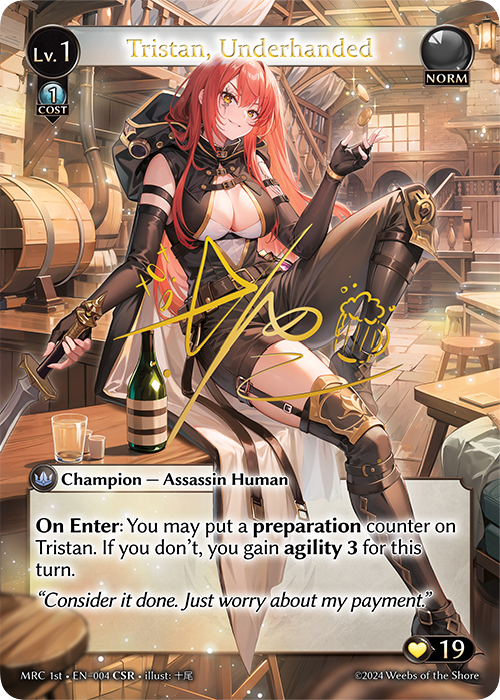 Lv. 1
Tristan, Underhanded
NORM
1
COST
Champion — Assassin Human
On Enter: You may put a preparation counter on
Tristan. If you don't, you gain agility 3 for this
turn.
“Consider it done. Just worry about my payment.”
19
MRC 1st • EN-004 CSR • illust: 十尾
©2024 Weebs of the Shore